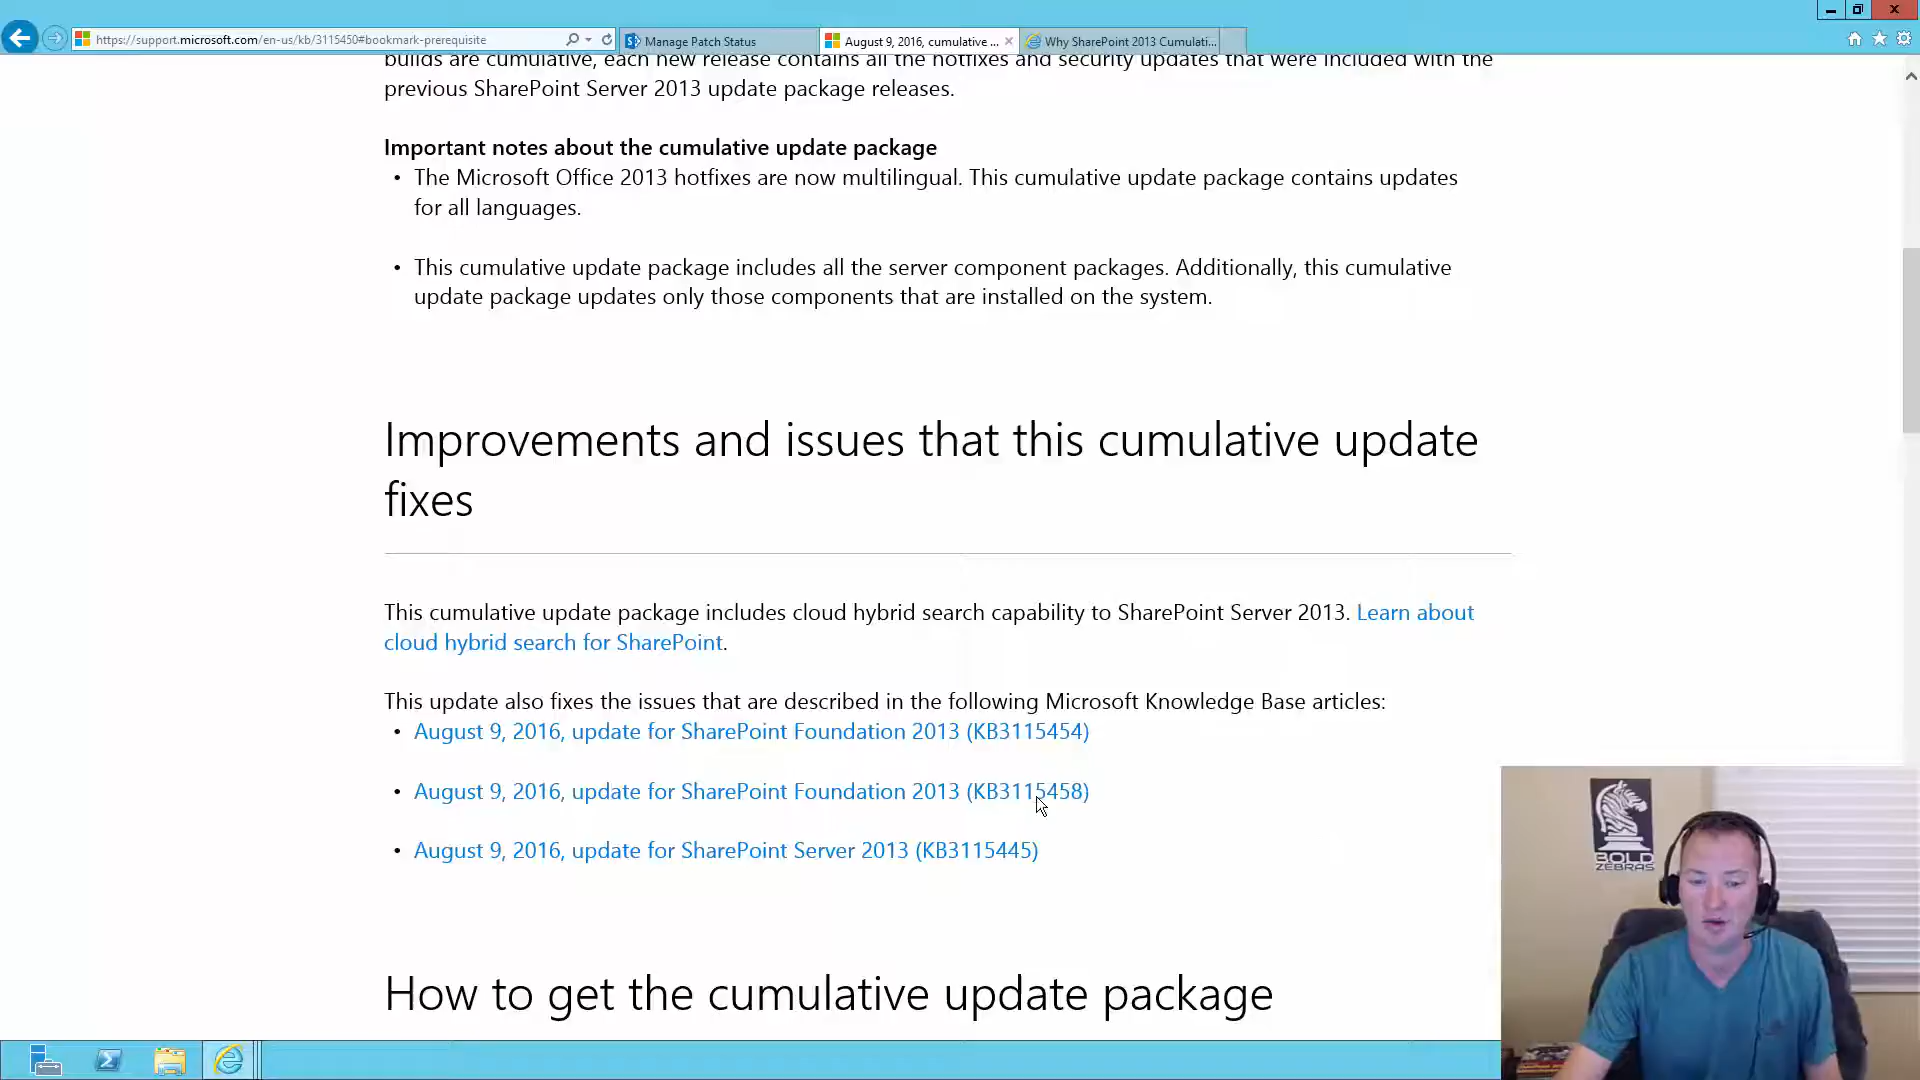 https://support.microsoft.com/en-us/kb/3115450#bookmark-prerequisite
Manage Patch Status
August 9, 2016, cumulative ...
Why SharePoint 2013 Cumulati...
builds are cumulative, each new release contains all the hotfixes and security updates that were included with the
previous SharePoint Server 2013 update package releases.
Important notes about the cumulative update package
• The Microsoft Office 2013 hotfixes are now multilingual. This cumulative update package contains updates
for all languages.
• This cumulative update package includes all the server component packages. Additionally, this cumulative
update package updates only those components that are installed on the system.
Improvements and issues that this cumulative update
fixes
This cumulative update package includes cloud hybrid search capability to SharePoint Server 2013. Learn about
cloud hybrid search for SharePoint.
This update also fixes the issues that are described in the following Microsoft Knowledge Base articles:
• August 9, 2016, update for SharePoint Foundation 2013 (KB3115454)
• August 9, 2016, update for SharePoint Foundation 2013 (KB3115458)
• August 9, 2016, update for SharePoint Server 2013 (KB3115445)
How to get the cumulative update package
BOLD
ZEBRAS